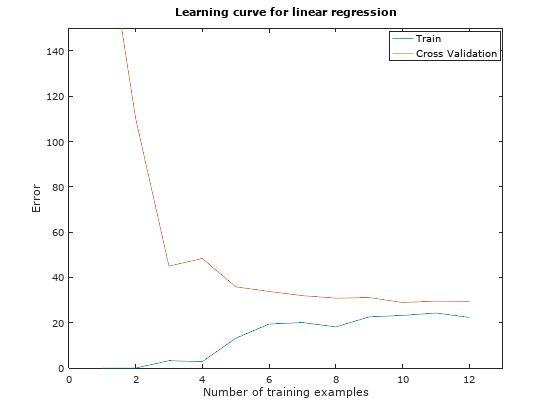 Learning curve for linear regression
Train
Cross Validation
Error
140
120
100
80
60
40
20
0
0 2 4 6 8 10 12
Number of training examples